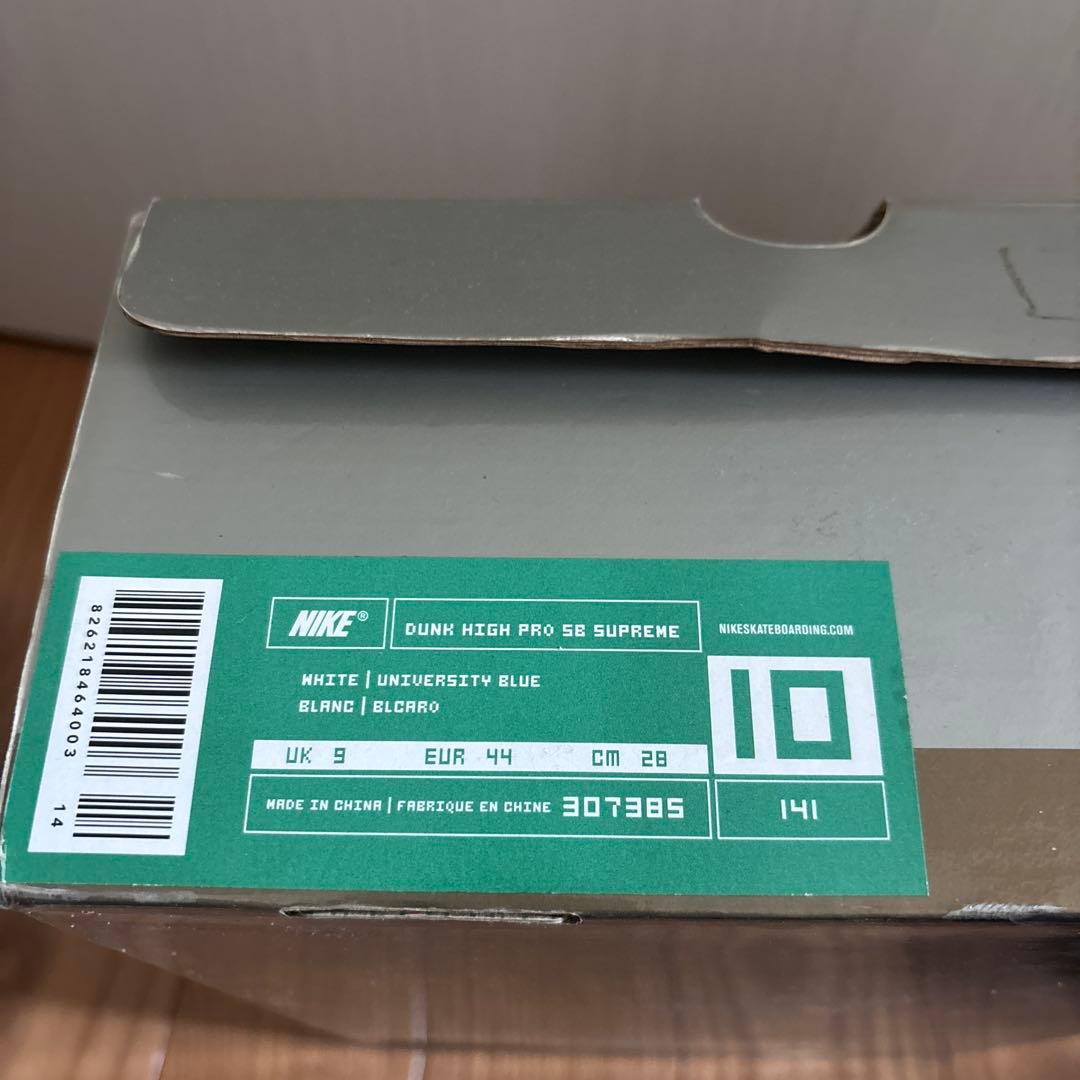 826218464003
14
NIKE®
DUNK HIGH PRO SB SUPREME
NIKESKATEBOARDING.COM
WHITE | UNIVERSITY BLUE
BLANC | BLCARO
10
UK 9 EUR 44 CM 28
MADE IN CHINA | FABRIQUE EN CHINE 307385
141